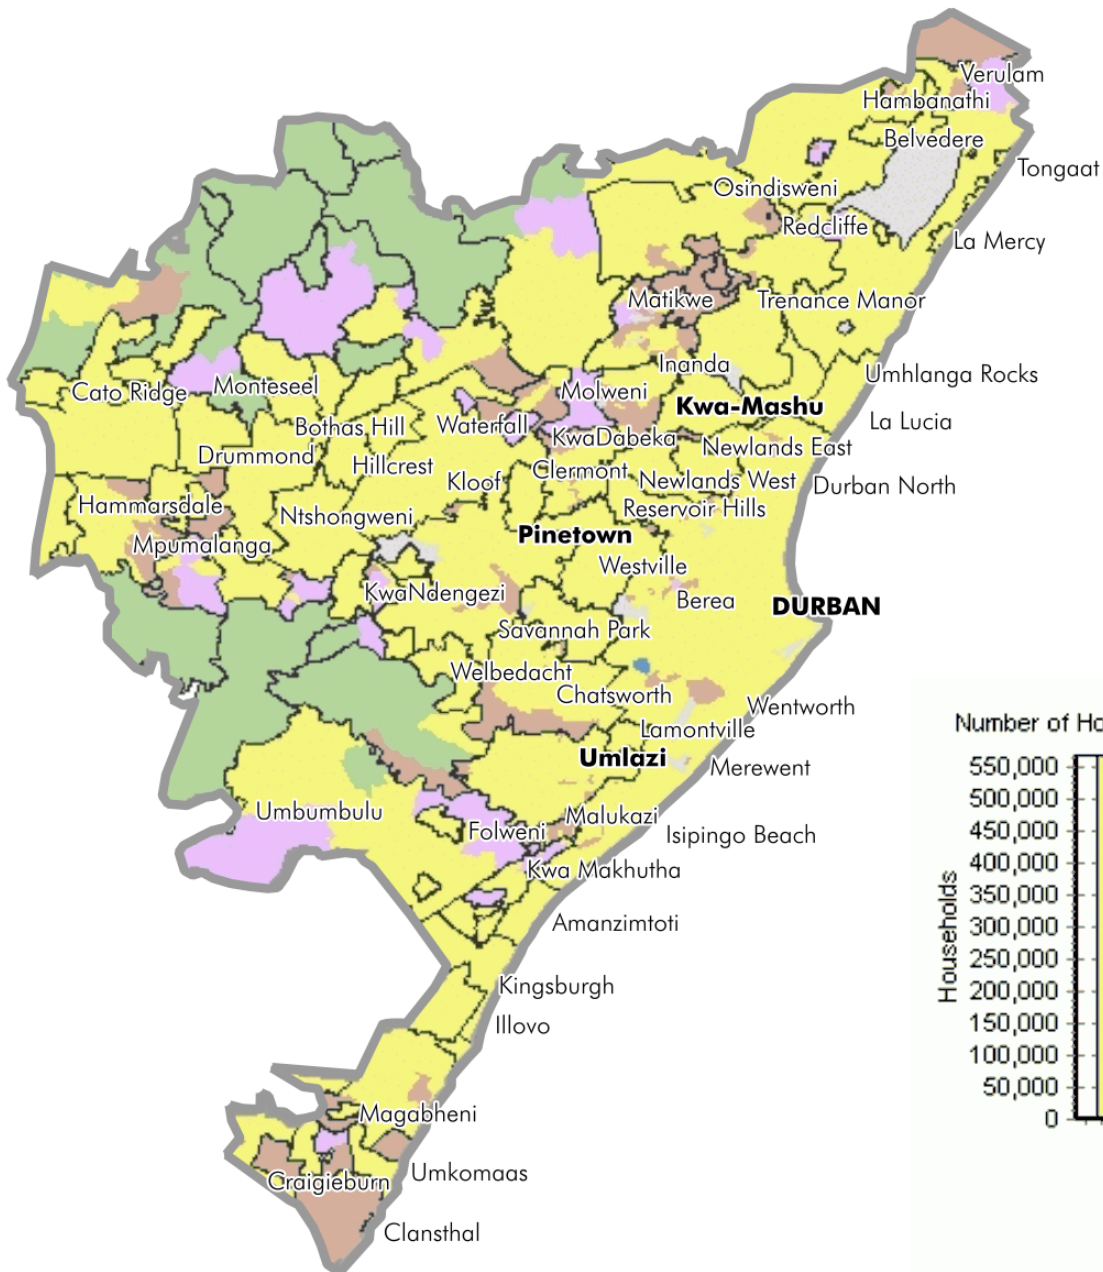 Verulam
Hambanathi
Belvedere
Tongaat
Osindisweni
Redcliffe
La Mercy
Matikwe
Trenance Manor
Inanda
Umhlanga Rocks
Cato Ridge
Monteseel
Molweni
Kwa-Mashu
La Lucia
Bothas Hill
Waterfall
KwaDabeka
Newlands East
Drummond
Hillcrest
Kloof
Clermont
Newlands West
Durban North
Hammarsdale
Ntshongweni
Reservoir Hills
Pinetown
Mpumalanga
Westville
KwaNdengezi
Berea
DURBAN
Savannah Park
Welbedacht
Chatsworth
Wentworth
Lamontville
Umlazi
Merewent
Umbumbulu
Malukazi
Folweni
Isipingo Beach
Kwa Makhutha
Amanzimtoti
Kingsburgh
Illovo
Magabheni
Umkomaas
Craigieburn
Clansthal
Number of Ho
Households
550,000
500,000
450,000
400,000
350,000
300,000
250,000
200,000
150,000
100,000
50,000
0